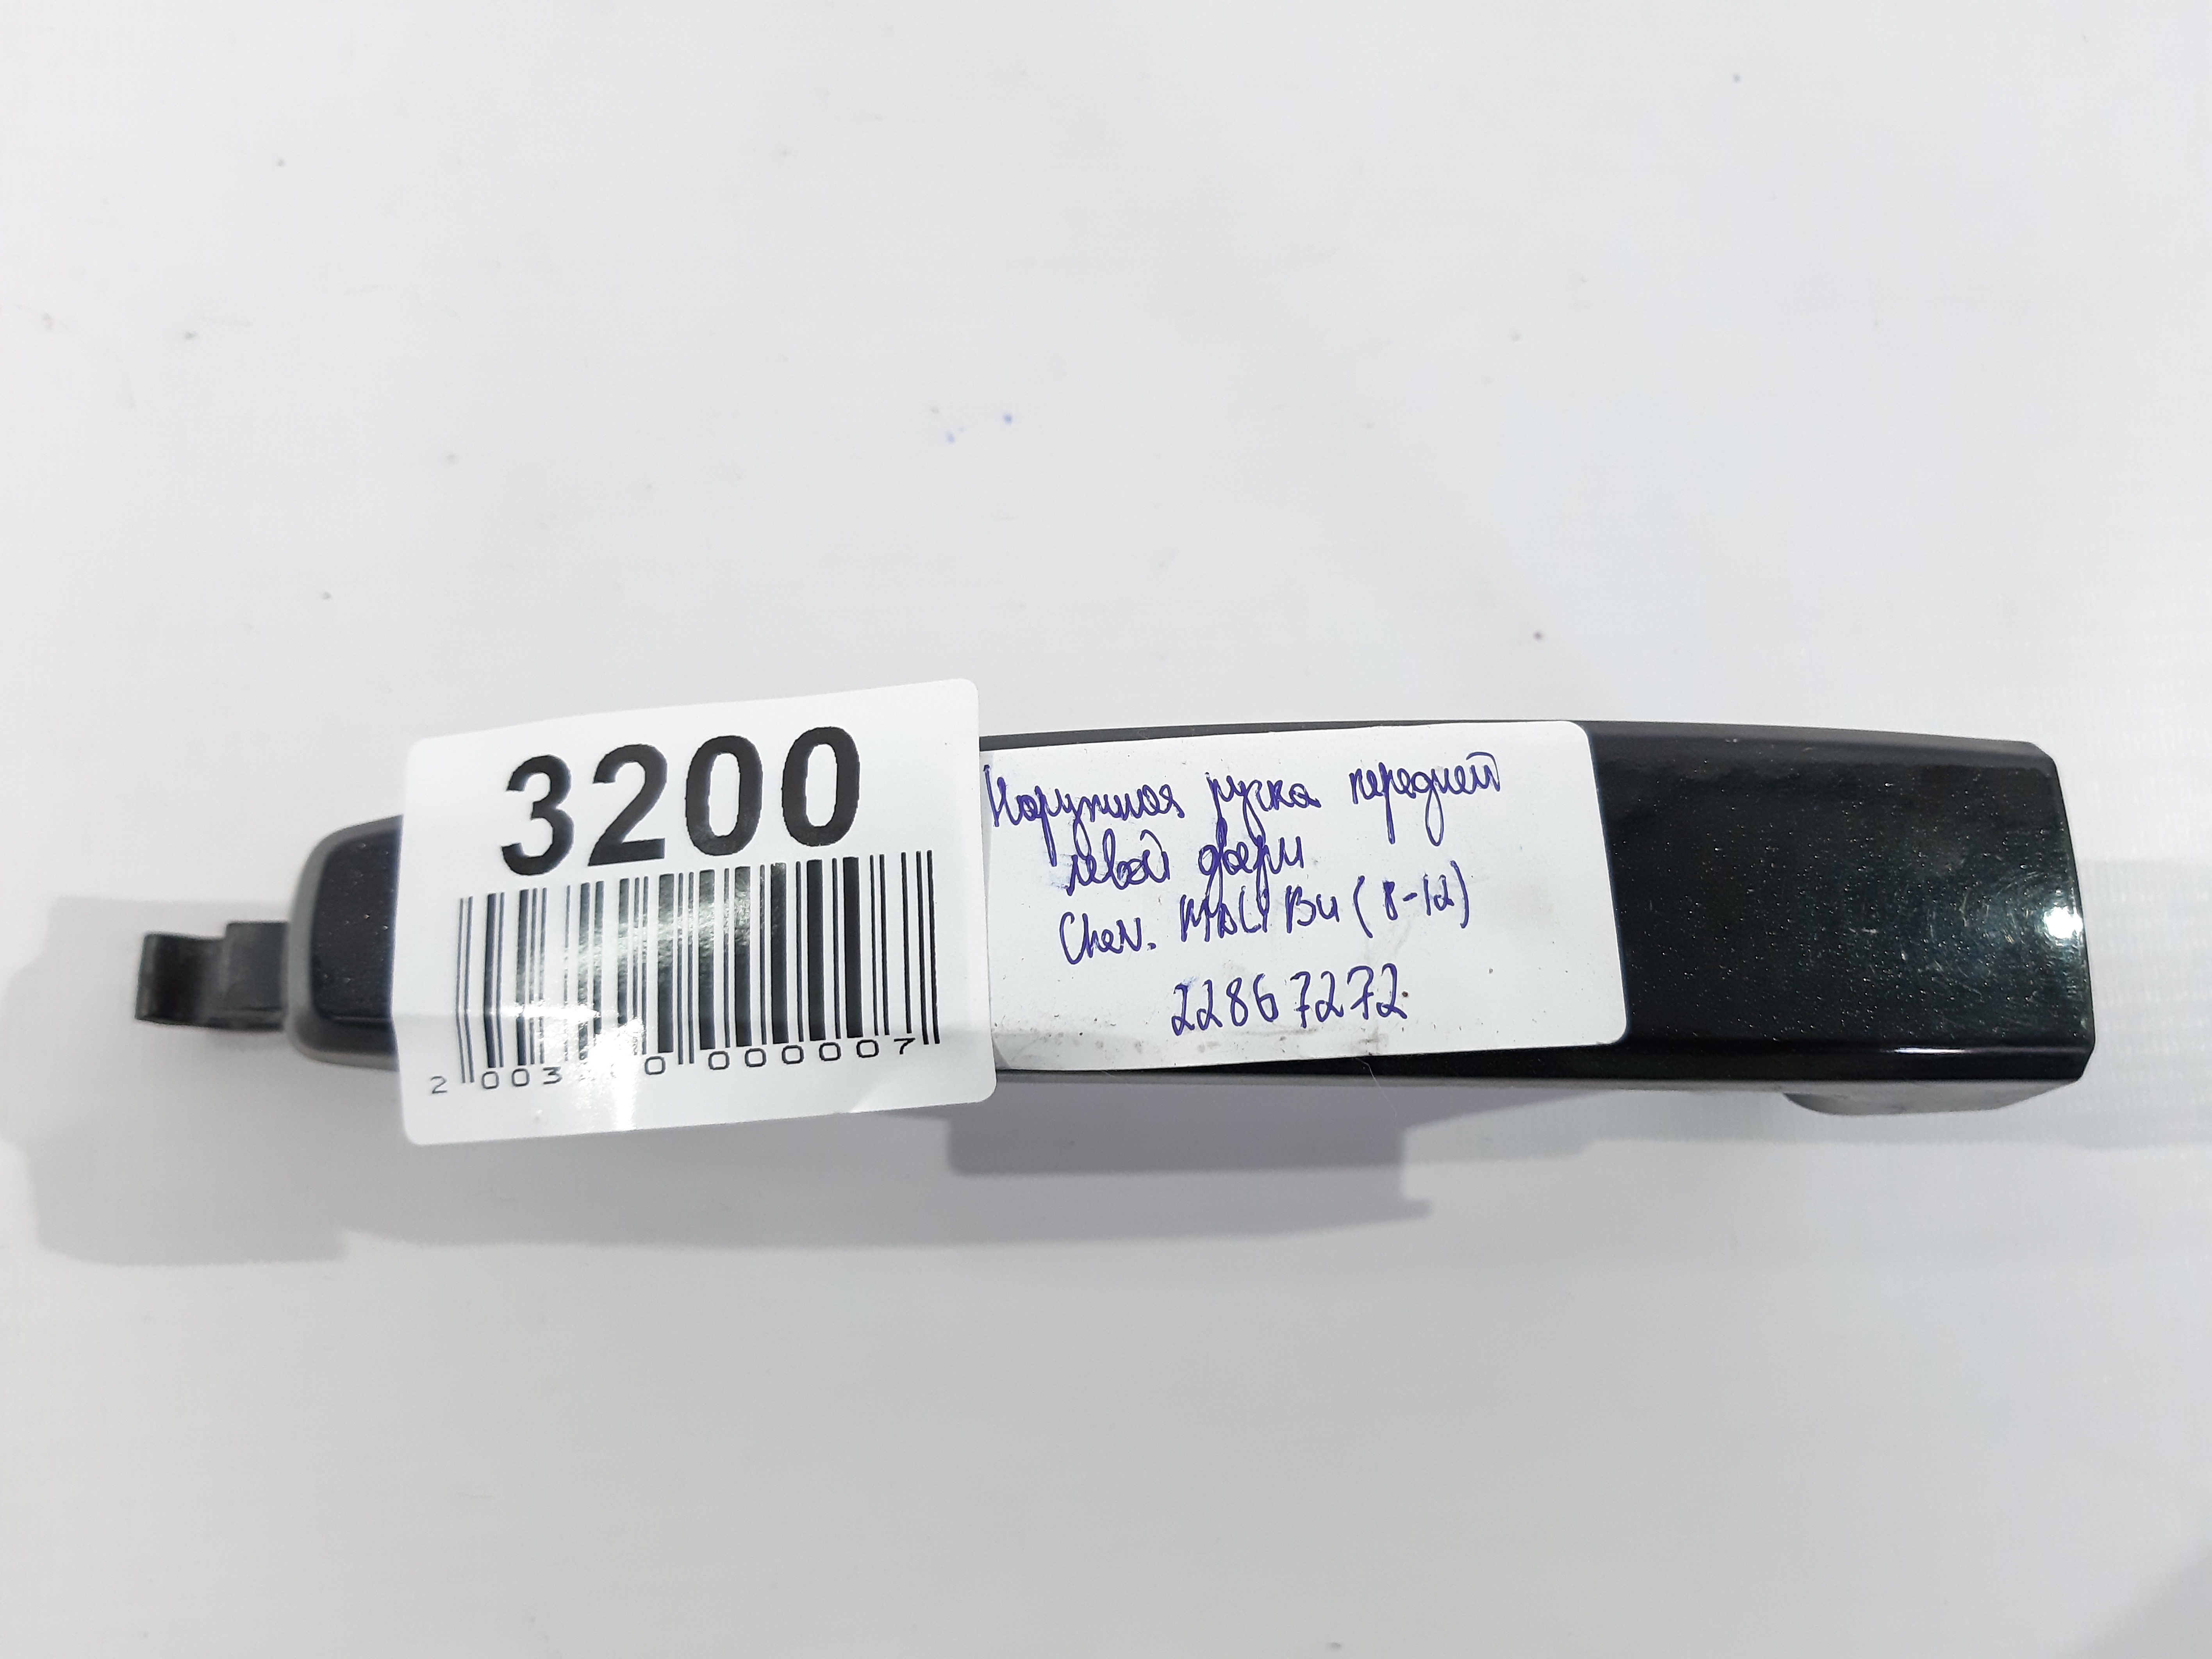 3200
2 003 0 000007
Наружная ручка передней
левой двери
Chev. MALIBU (8-12)
22867272